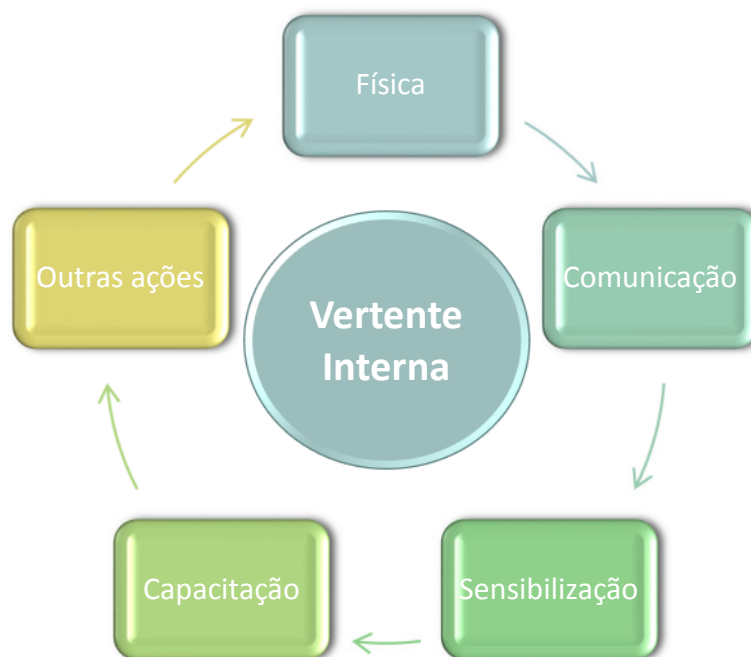 Física
Comunicação
Sensibilização
Capacitação
Outras ações
Vertente
Interna